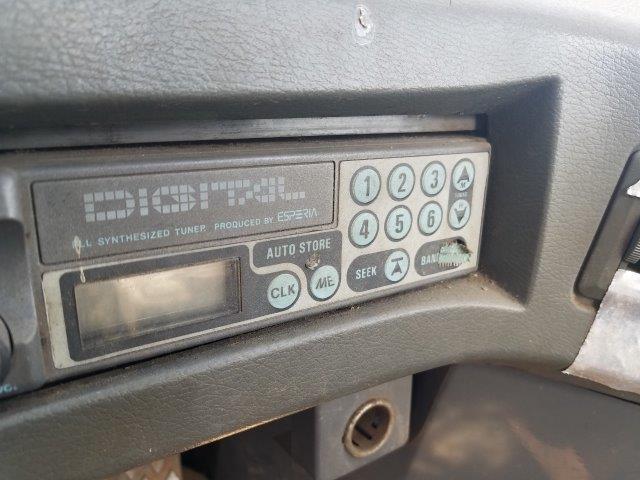 DIGITAL
PLL SYNTHESIZED TUNER PRODUCED BY ESPERIA
1 2 3
4 5 6
AUTO STORE
CLK ME
SEEK
BAND